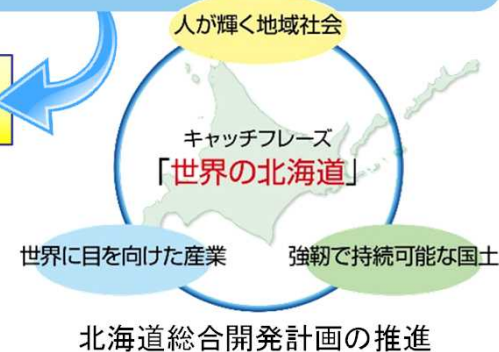 人が輝く地域社会
キャッチフレーズ
「世界の北海道」
世界に目を向けた産業
強靭で持続可能な国土
北海道総合開発計画の推進